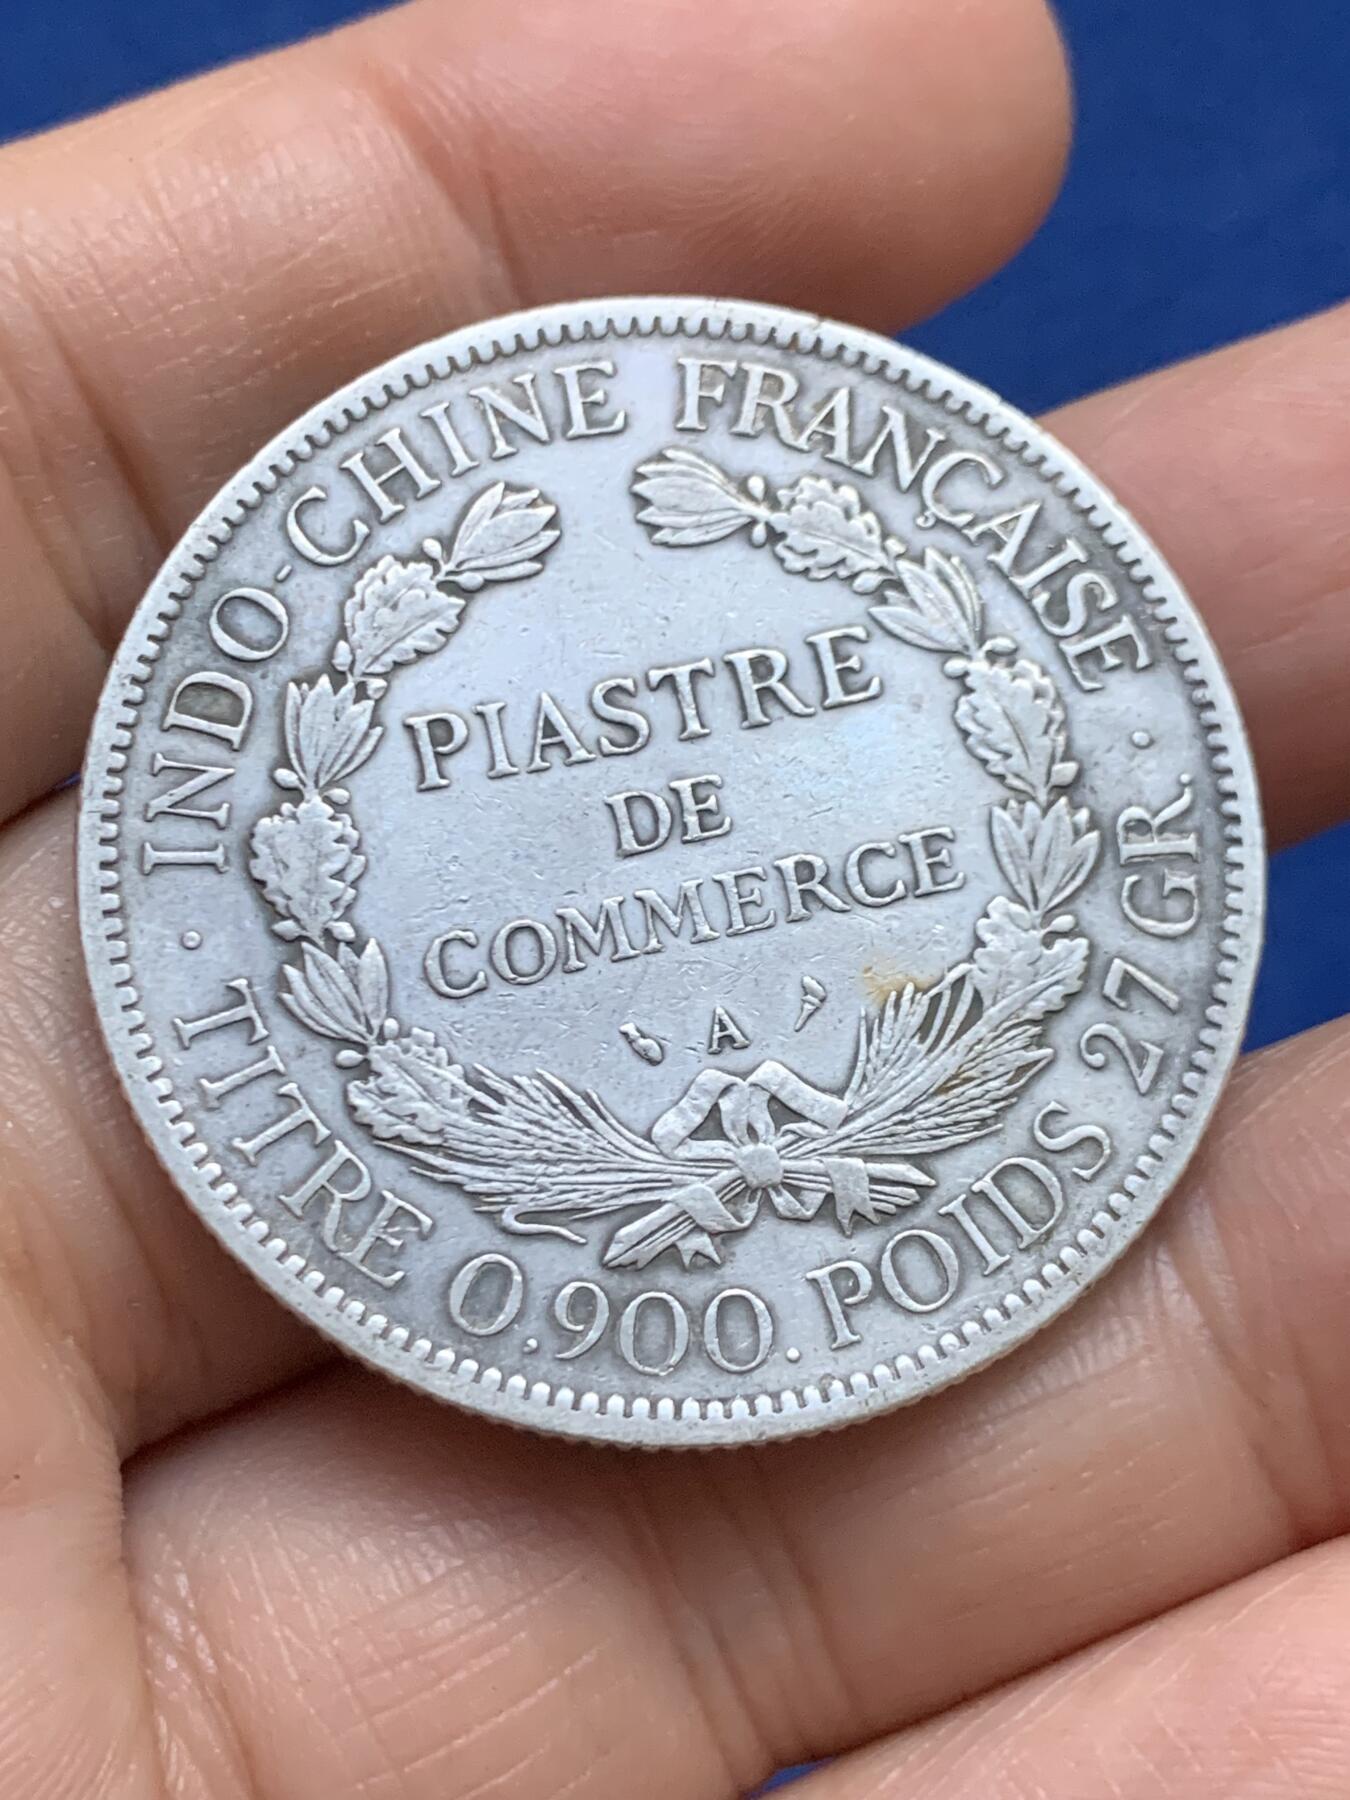 INDO-CHINE FRANÇAISE
PIASTRE
DE
COMMERCE
A
· TITRE 0,900. POIDS 27 GR. ·